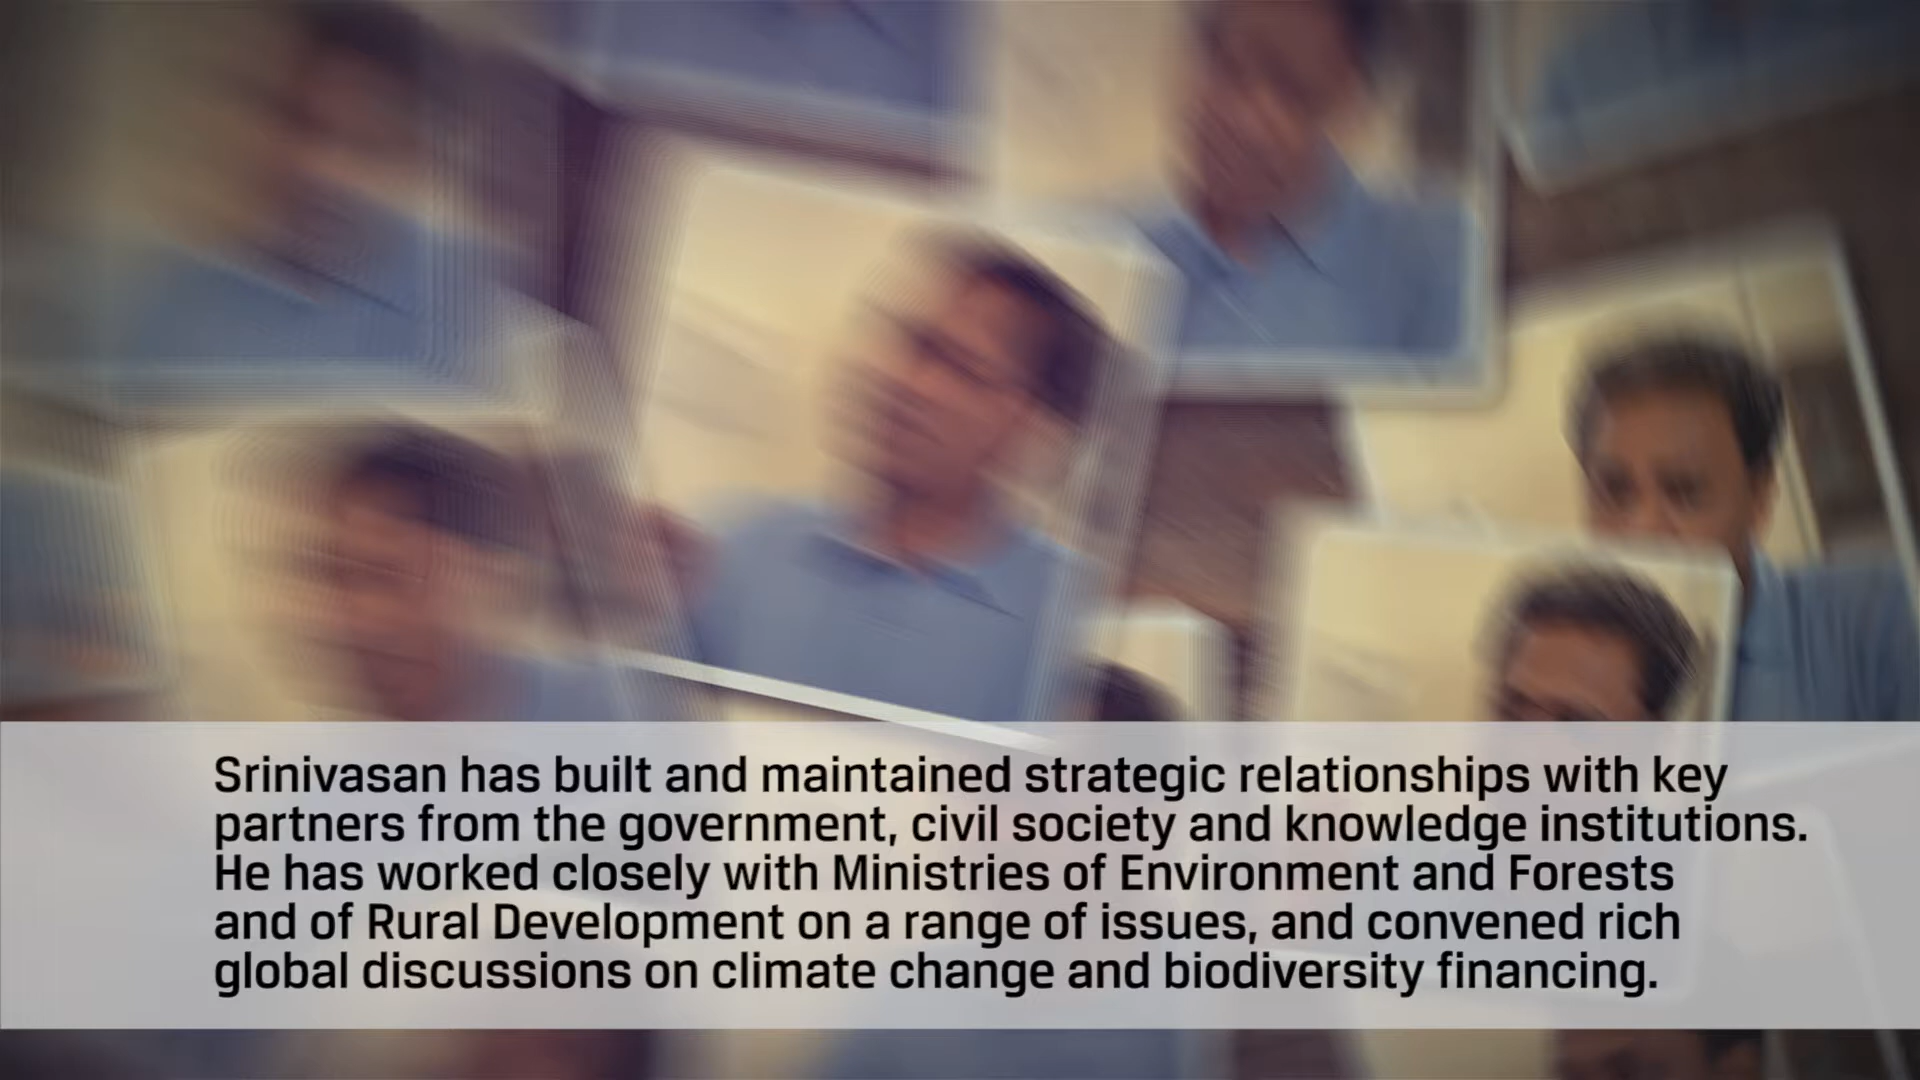 Srinivasan has built and maintained strategic relationships with key
partners from the government, civil society and knowledge institutions.
He has worked closely with Ministries of Environment and Forests
and of Rural Development on a range of issues, and convened rich
global discussions on climate change and biodiversity financing.